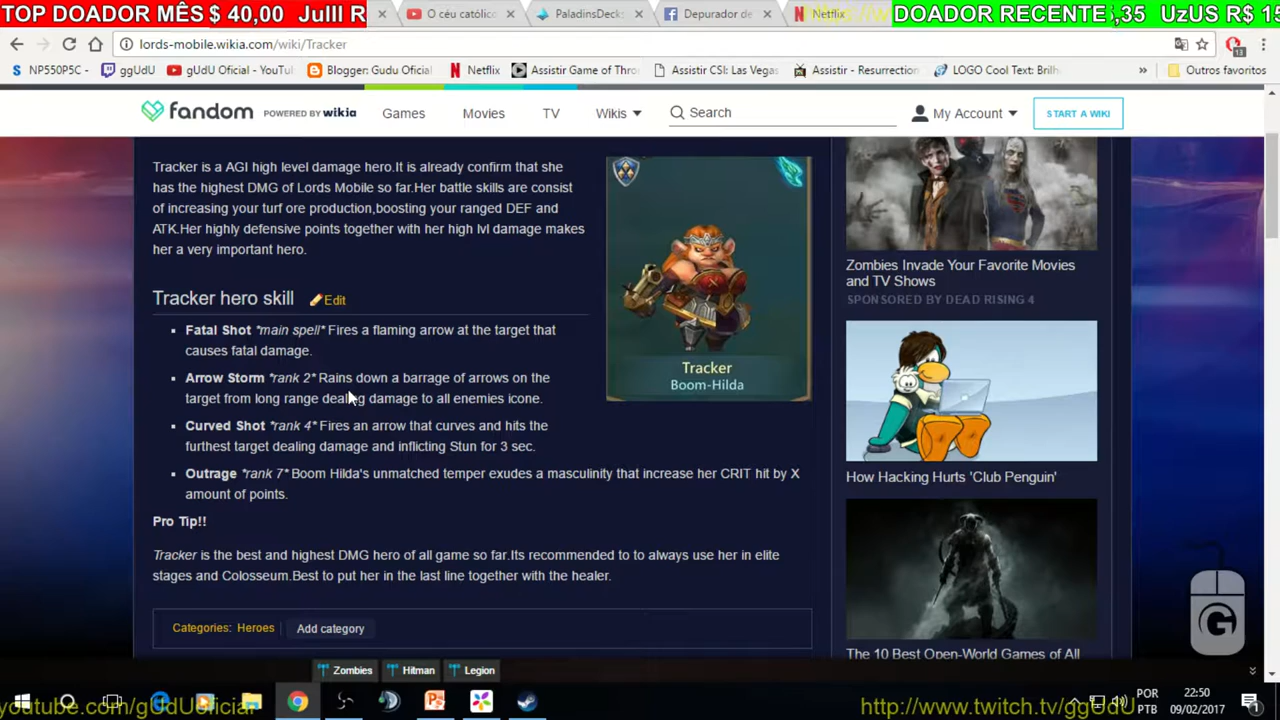 TOP DOADOR MÊS $ 40,00 JulII R
O céu católic
PaladinsDeck
Depurador de
Netflix
DOADOR RECENTE ,35 UzUS R$ 15
lords-mobile.wikia.com/wiki/Tracker
13
NP550P5C -
ggUdU
gUdU Oficial - YouTul
Blogger: Gudu Oficial
Netflix
Assistir Game of Thro
Assistir CSI: Las Vegas
Assistir - Resurrection
LOGO Cool Text: Brilh
»
Outros favoritos
fandom POWERED BY wikia
Games
Movies
TV
Wikis
Search
My Account
START A WIKI
Tracker is a AGI high level damage hero.It is already confirm that she
has the highest DMG of Lords Mobile so far.Her battle skills are consist
of increasing your turf ore production,boosting your ranged DEF and
ATK.Her highly defensive points together with her high lvl damage makes
her a very important hero.
Tracker hero skill
Edit
Fatal Shot *main spell* Fires a flaming arrow at the target that
causes fatal damage.
Arrow Storm *rank 2* Rains down a barrage of arrows on the
target from long range dealing damage to all enemies icone.
Curved Shot *rank 4* Fires an arrow that curves and hits the
furthest target dealing damage and inflicting Stun for 3 sec.
Outrage *rank 7* Boom Hilda's unmatched temper exudes a masculinity that increase her CRIT hit by X
amount of points.
Pro Tip!!
Tracker is the best and highest DMG hero of all game so far.Its recommended to to always use her in elite
stages and Colosseum.Best to put her in the last line together with the healer.
Categories: Heroes
Add category
Tracker
Boom-Hilda
Zombies Invade Your Favorite Movies
and TV Shows
SPONSORED BY DEAD RISING 4
How Hacking Hurts 'Club Penguin'
The 10 Best Open-World Games of All
Zombies
Hitman
Legion
G
youtube.com/gUdUoficial
http://www.twitch.tv/ggUdU
POR
PTB
22:50
09/02/2017
1